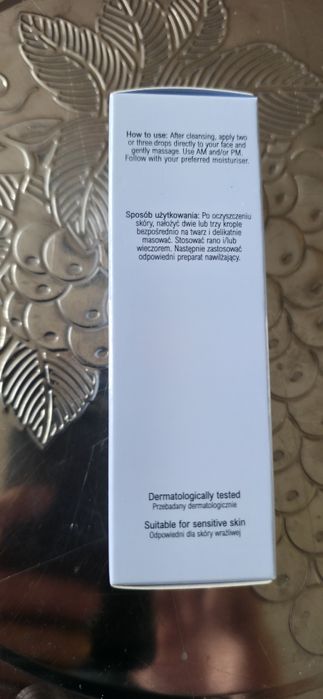 How to use: After cleansing, apply two
or three drops directly to your face and
gently massage. Use AM and/or PM.
Follow with your preferred moisturiser.
Sposób użytkowania: Po oczyszczeniu
skóry, nałożyć dwie lub trzy krople
bezpośrednio na twarz i delikatnie
masować. Stosować rano i/lub
wieczorem. Następnie zastosować
odpowiedni preparat nawilżający.
Dermatologically tested
Przebadany dermatologicznie
Suitable for sensitive skin
Odpowiedni dla skóry wrażliwej